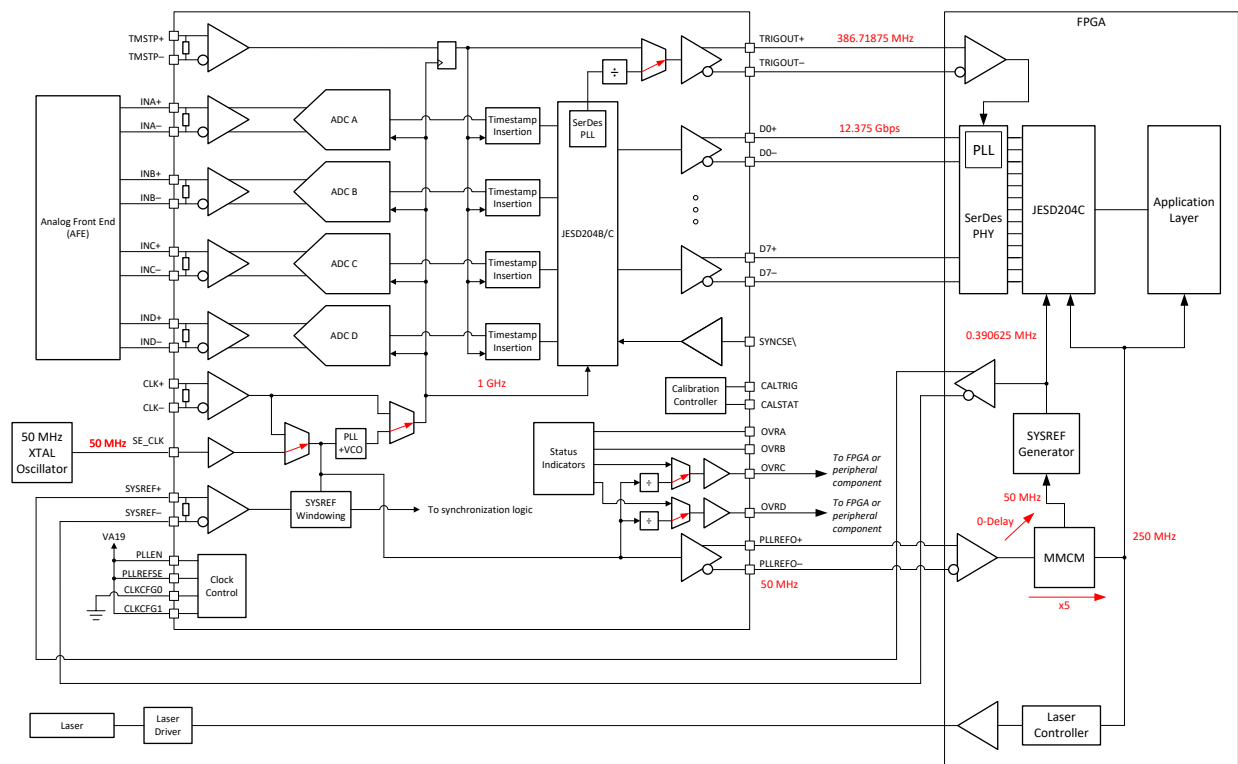 FPGA
TMSTP+
TMSTP–
TRIGOUT+
386.71875 MHz
TRIGOUT–
÷
Analog Front End
(AFE)
INA+
INA–
ADC A
Timestamp
Insertion
SerDes
PLL
D0+
12.375 Gbps
D0–
PLL
SerDes
PHY
JESD204C
Application
Layer
INB+
INB–
ADC B
Timestamp
Insertion
JESD204B/C
INC+
INC–
ADC C
Timestamp
Insertion
D7+
D7–
IND+
IND–
ADC D
Timestamp
Insertion
SYNCSE\
0.390625 MHz
CLK+
CLK–
1 GHz
Calibration
Controller
CALTRIG
CALSTAT
50 MHz
XTAL
Oscillator
50 MHz
SE_CLK
PLL
+VCO
Status
Indicators
OVRA
OVRB
OVRC
To FPGA or
peripheral
component
÷
SYSREF
Generator
SYSREF+
SYSREF–
SYSREF
Windowing
To synchronization logic
OVRD
To FPGA or
peripheral
component
÷
50 MHz
0-Delay
250 MHz
VA19
PLLEN
PLLREFSE
CLKCFG0
CLKCFG1
Clock
Control
PLLREFO+
PLLREFO–
50 MHz
MMCM
x5
Laser
Laser
Driver
Laser
Controller